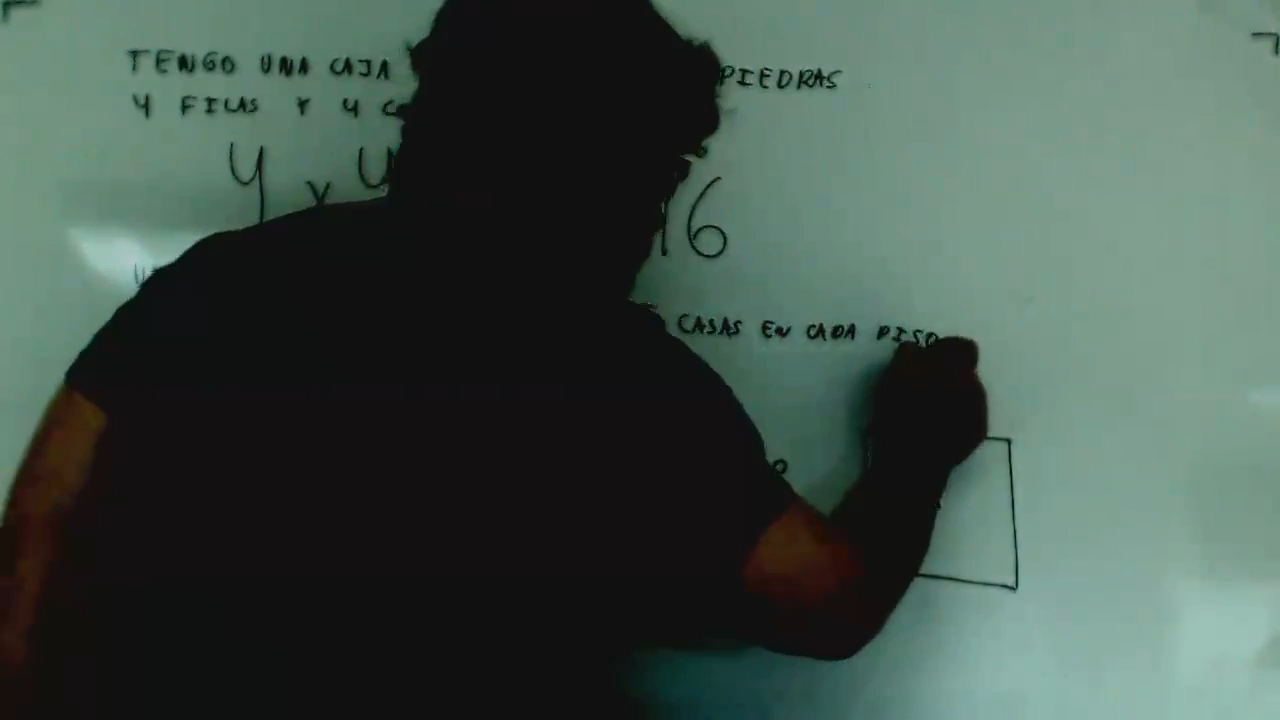 TENGO UNA CAJA PIEDRAS
4 FILAS Y 4
4 x 4 16
CASAS EN CADA PISO